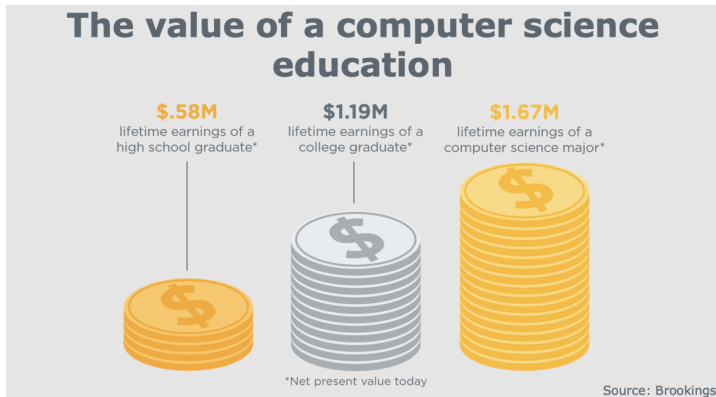 The value of a computer science
education
$.58M
lifetime earnings of a
high school graduate*
$1.19M
lifetime earnings of a
college graduate*
$1.67M
lifetime earnings of a
computer science major*
$
$
$
*Net present value today
Source: Brookings